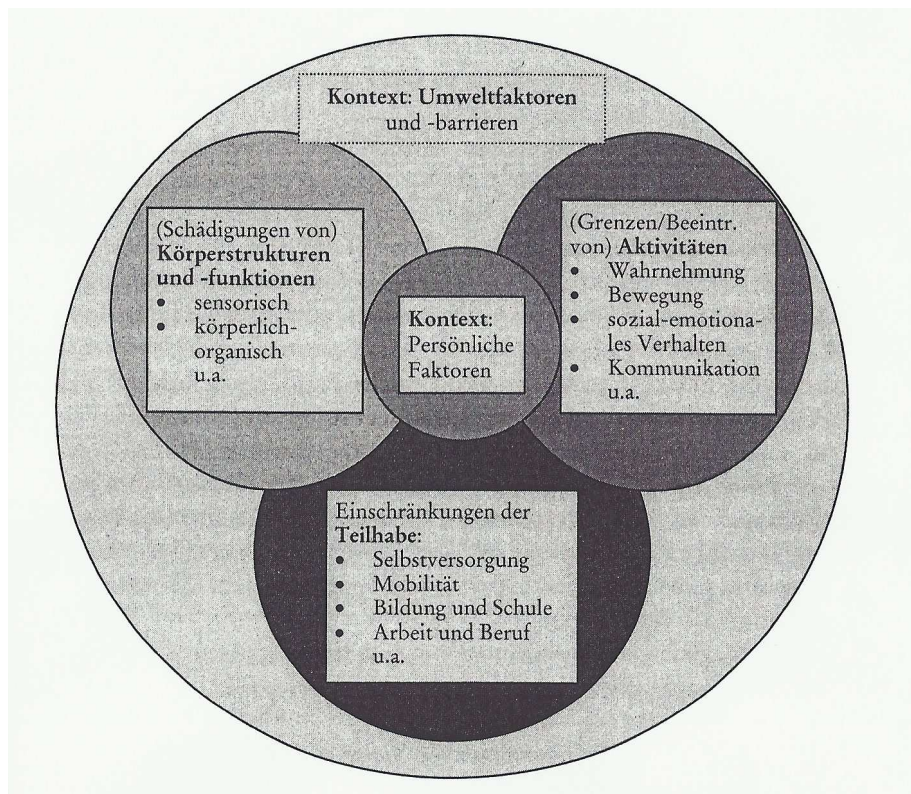 Kontext: Umweltfaktoren
und -barrieren
(Schädigungen von)
Körperstrukturen
und -funktionen
• sensorisch
• körperlich-
organisch
u.a.
Kontext:
Persönliche
Faktoren
(Grenzen/Beeintr.
von) Aktivitäten
• Wahrnehmung
• Bewegung
• sozial-emotiona-
les Verhalten
• Kommunikation
u.a.
Einschränkungen der
Teilhabe:
• Selbstversorgung
• Mobilität
• Bildung und Schule
• Arbeit und Beruf
u.a.